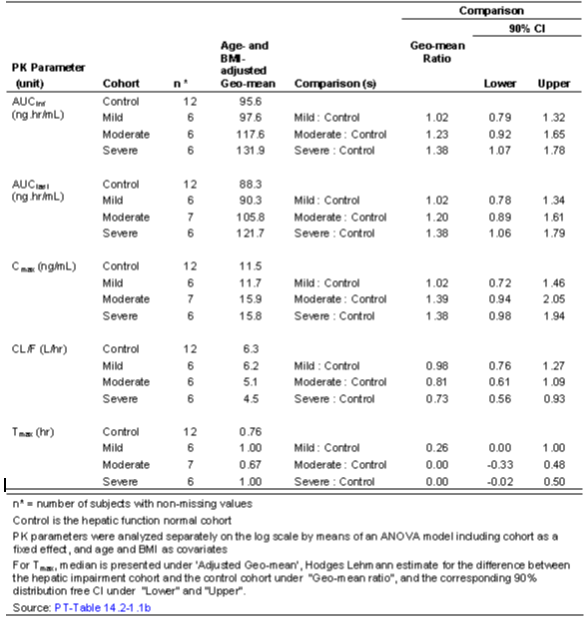 Comparison
90% CI
PK Parameter (unit) Cohort n* Age- and BMI-adjusted Geo-mean Comparison(s) Geo-mean Ratio Lower Upper
AUCinf (ng.hr/mL) Control 12 95.6
Mild 6 97.6 Mild : Control 1.02 0.79 1.32
Moderate 6 117.6 Moderate : Control 1.23 0.92 1.65
Severe 6 131.9 Severe : Control 1.38 1.07 1.78
AUClast (ng.hr/mL) Control 12 88.3
Mild 6 90.3 Mild : Control 1.02 0.78 1.34
Moderate 7 105.8 Moderate : Control 1.20 0.89 1.61
Severe 6 121.7 Severe : Control 1.38 1.06 1.79
Cmax (ng/mL) Control 12 11.5
Mild 6 11.7 Mild : Control 1.02 0.72 1.46
Moderate 7 15.9 Moderate : Control 1.39 0.94 2.05
Severe 6 15.8 Severe : Control 1.38 0.98 1.94
CL/F (L/hr) Control 12 6.3
Mild 6 6.2 Mild : Control 0.98 0.76 1.27
Moderate 6 5.1 Moderate : Control 0.81 0.61 1.09
Severe 6 4.5 Severe : Control 0.73 0.56 0.93
Tmax (hr) Control 12 0.76
Mild 6 1.00 Mild : Control 0.26 0.00 1.00
Moderate 7 0.67 Moderate : Control 0.00 -0.33 0.48
Severe 6 1.00 Severe : Control 0.00 -0.02 0.50
n* = number of subjects with non-missing values
Control is the hepatic function normal cohort
PK parameters were analyzed separately on the log scale by means of an ANOVA model including cohort as a
fixed effect, and age and BMI as covariates
For Tmax, median is presented under 'Adjusted Geo-mean', Hodges Lehmann estimate for the difference between
the hepatic impairment cohort and the control cohort under "Geo-mean ratio", and the corresponding 90%
distribution free CI under "Lower" and "Upper".
Source: PT-Table 14.2-1.1b